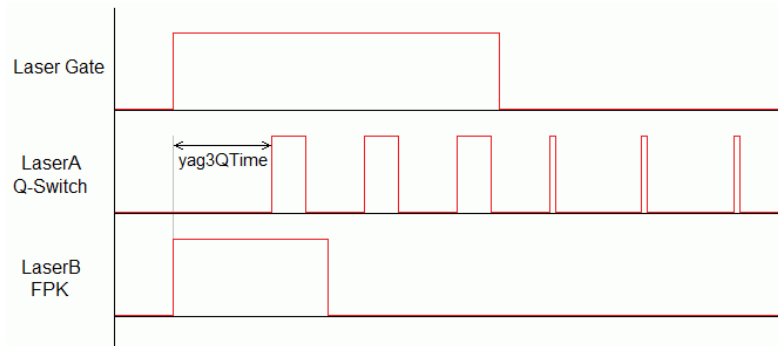 Laser Gate
LaserA
Q-Switch
yag3QTime
LaserB
FPK